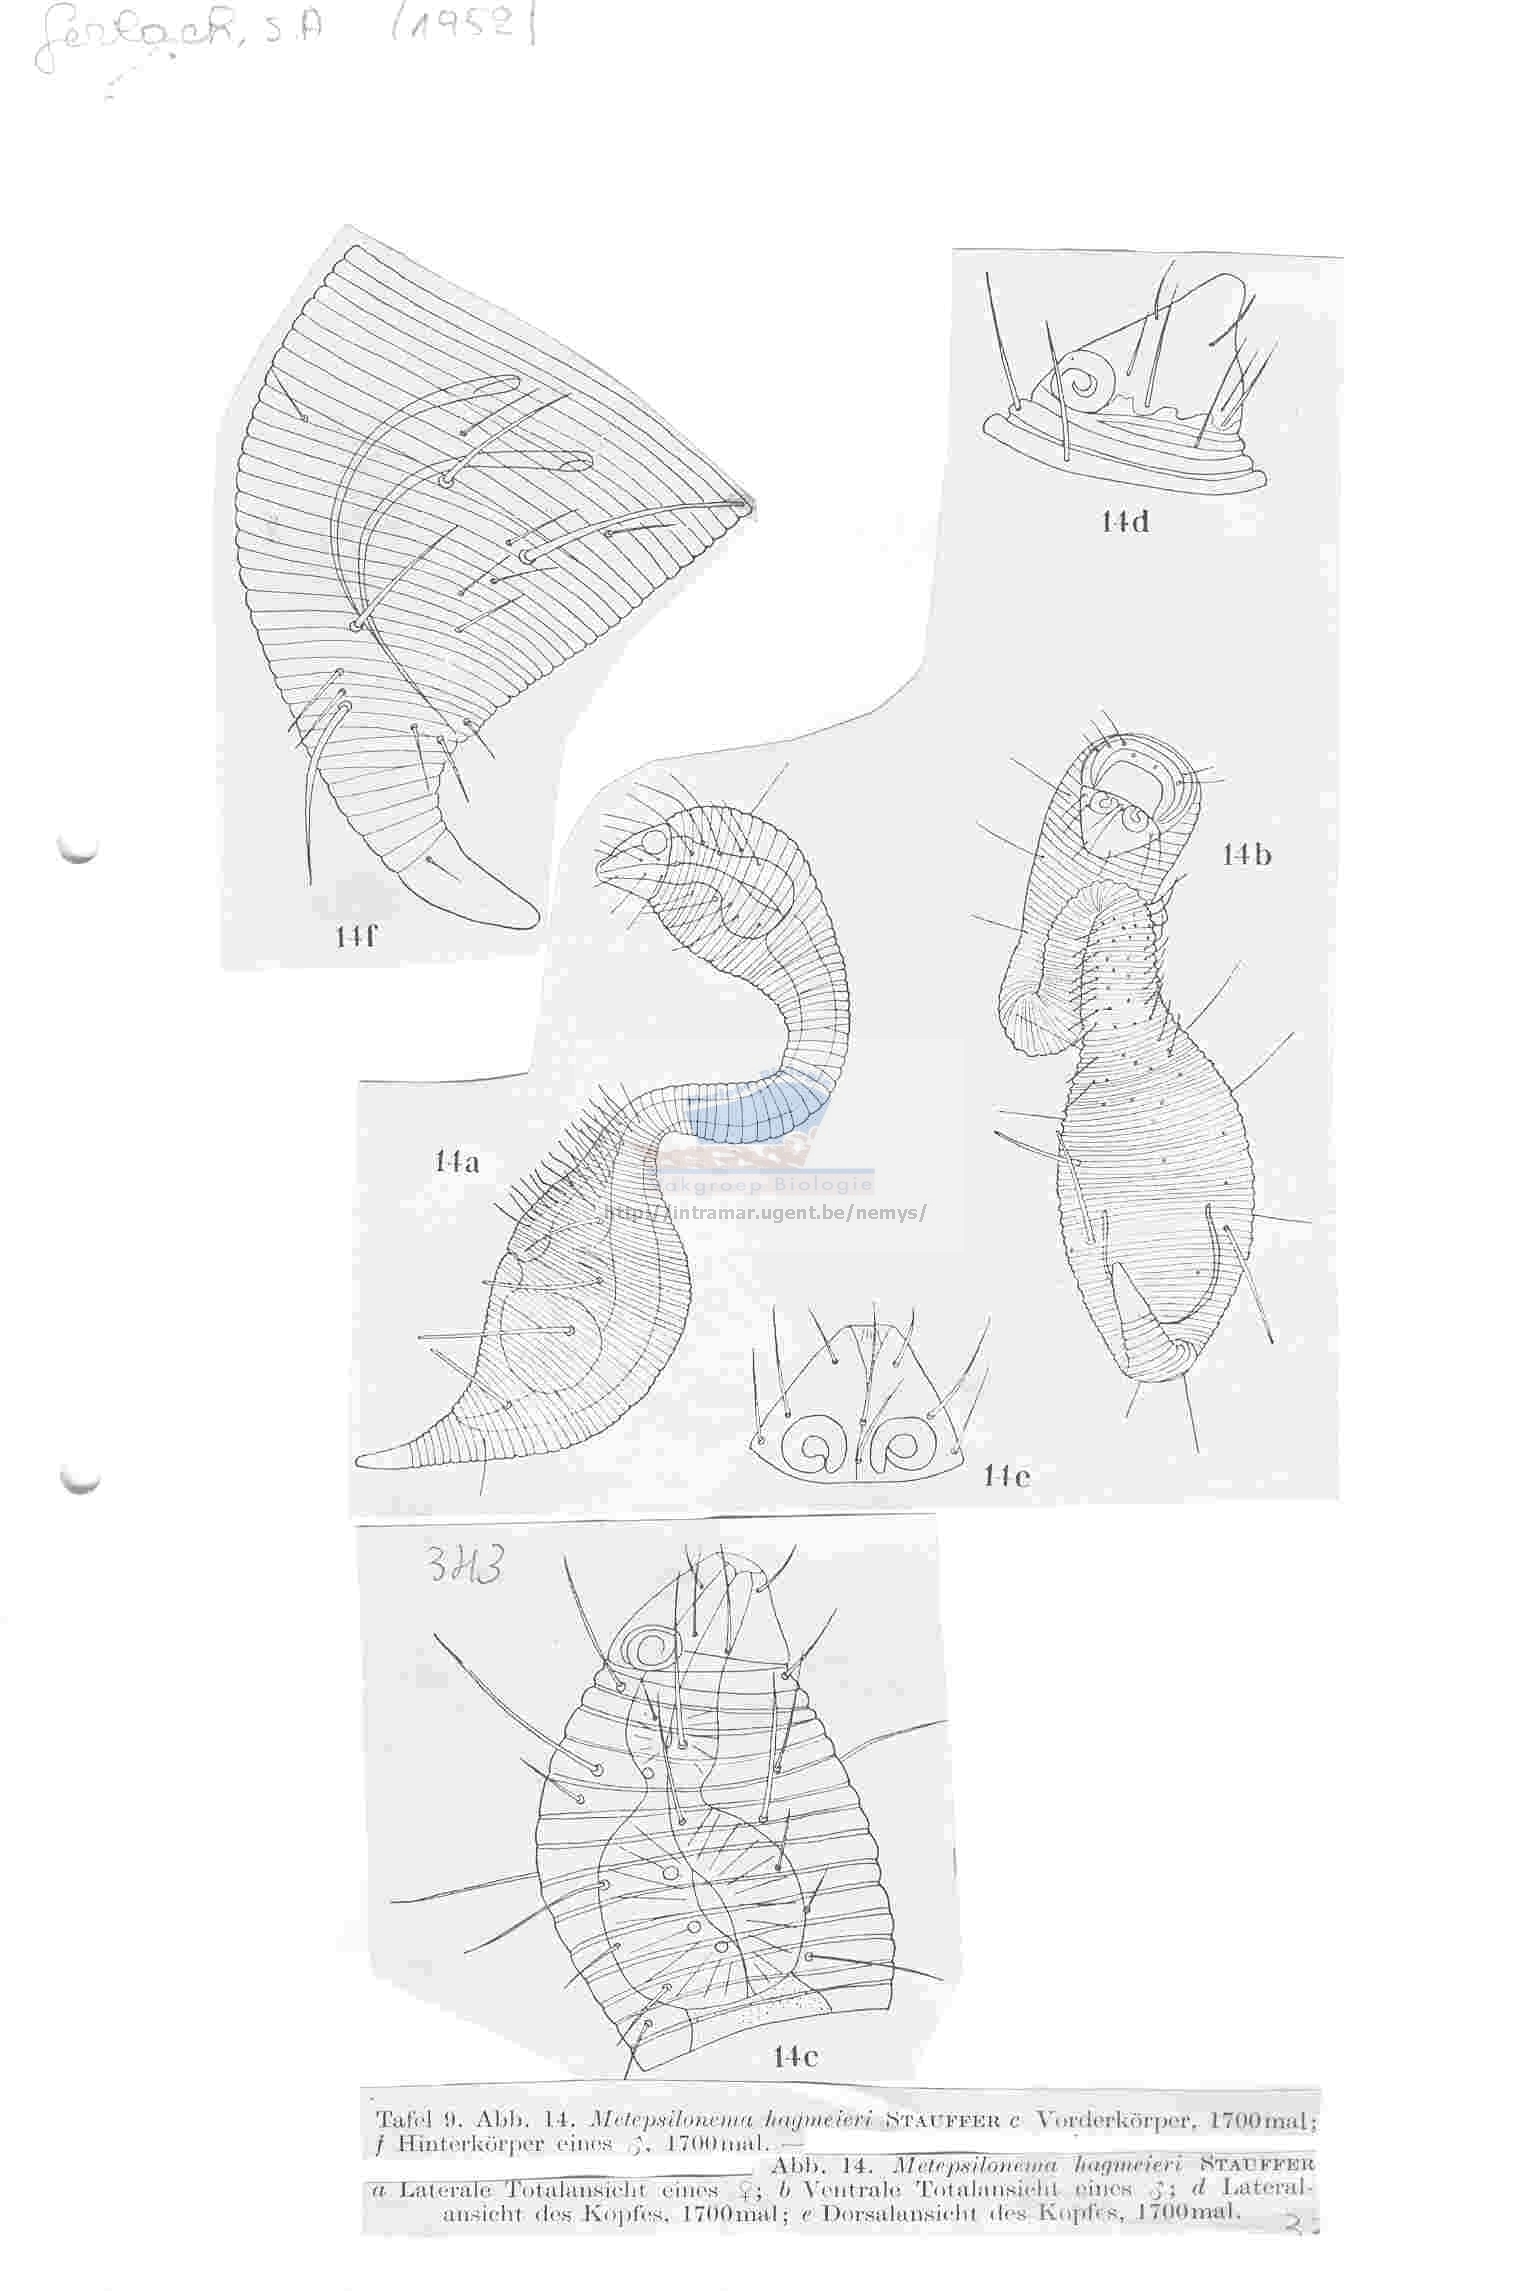 Gerlach, S.A (1952)
14d
14b
14f
14a
Vakgroep Biologie
http://intramar.ugent.be/nemys/
14e
3H3
14c
Tafel 9. Abb. 14. Metepsilonema hagmeieri STAUFFER c Vorderkörper, 1700mal;
f Hinterkörper eines ♂, 1700mal. —
Abb. 14. Metepsilonema hagmeieri STAUFFER
a Laterale Totalansicht eines ♀; b Ventrale Totalansicht eines ♂; d Lateral-
ansicht des Kopfes, 1700mal; e Dorsalansicht des Kopfes, 1700mal.